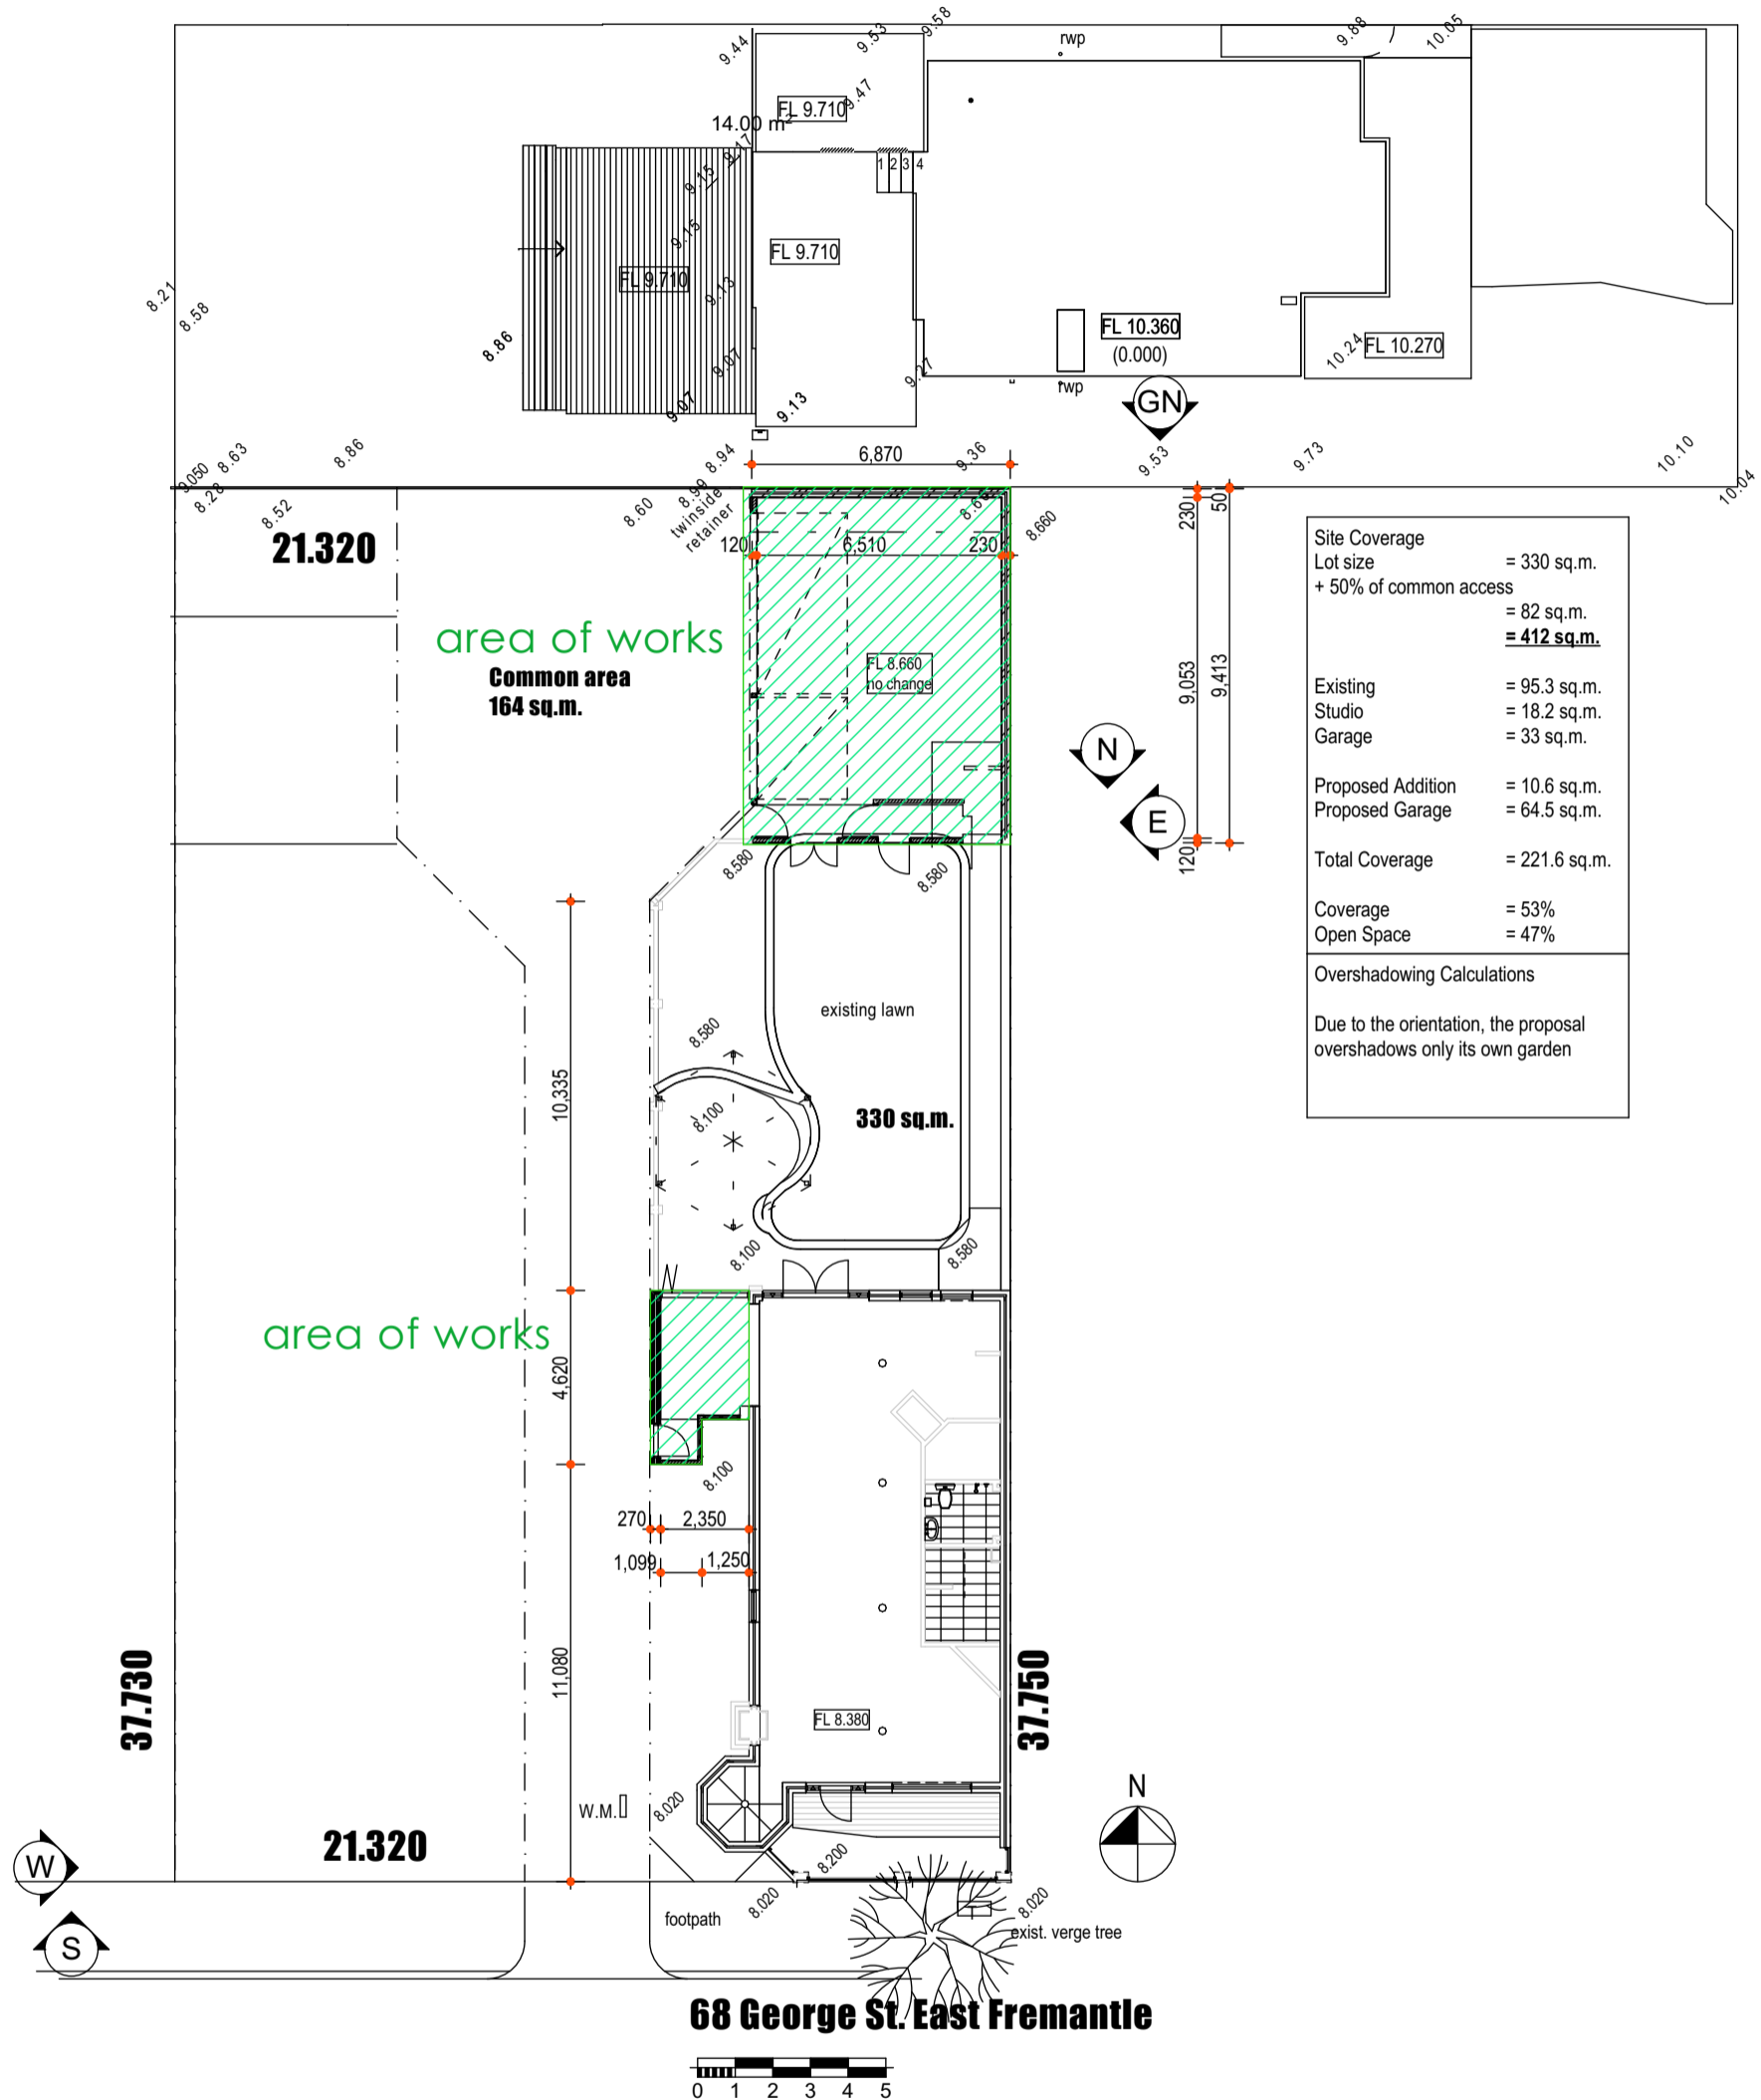 9.44
9.53
9.58
rwp
9.88
10.05
FL 9.710
9.47
14.00 m²
9.17
1 2 3 4
9.15
9.15
FL 9.710
FL 9.710
9.13
8.21
8.58
8.86
9.07
9.27
FL 10.360
(0.000)
10.24
FL 10.270
rwp
9.07
9.13
GN
9.050
8.63
8.86
8.94
6,870
9.36
9.53
9.73
10.10
10.04
8.28
8.52
8.60
8.90
twinside
retainer
8.660
230
50
21.320
120
6,510
230
area of works
Common area
164 sq.m.
FL 8.660
no change
9,053
9,413
N
E
120
Site Coverage
Lot size = 330 sq.m.
+ 50% of common access
= 82 sq.m.
= 412 sq.m.
Existing = 95.3 sq.m.
Studio = 18.2 sq.m.
Garage = 33 sq.m.
Proposed Addition = 10.6 sq.m.
Proposed Garage = 64.5 sq.m.
Total Coverage = 221.6 sq.m.
Coverage = 53%
Open Space = 47%
Overshadowing Calculations
Due to the orientation, the proposal
overshadows only its own garden
8.580
8.580
existing lawn
8.580
10,335
8.100
330 sq.m.
8.100
8.580
area of works
4,620
8.100
270
2,350
1,099
1,250
11,080
37.730
37.750
FL 8.380
W.M.
8.020
N
21.320
W
8.200
S
footpath
8.020
T
8.020
exist. verge tree
68 George St. East Fremantle
0 1 2 3 4 5